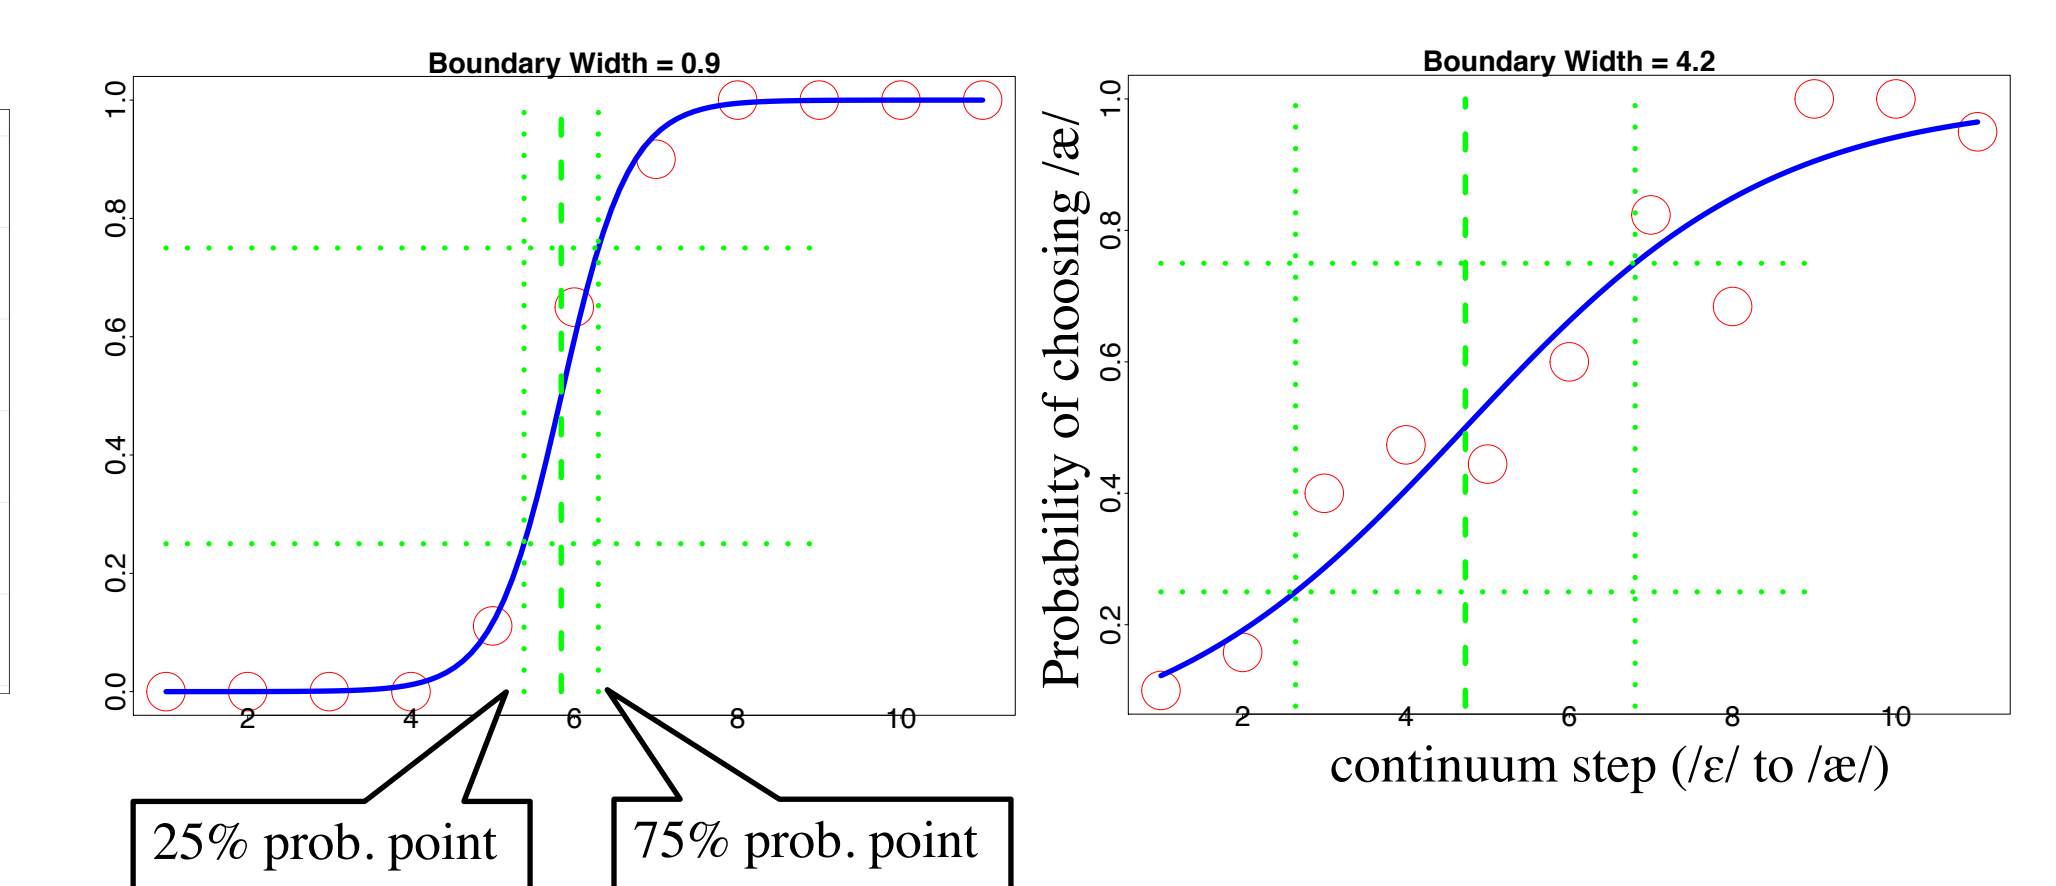 Boundary Width = 0.9
1.0
0.8
0.6
0.4
0.2
0.0
2 4 6 8 10
25% prob. point
75% prob. point
Boundary Width = 4.2
Probability of choosing /æ/
1.0
0.8
0.6
0.4
0.2
2 4 6 8 10
continuum step (/ɛ/ to /æ/)